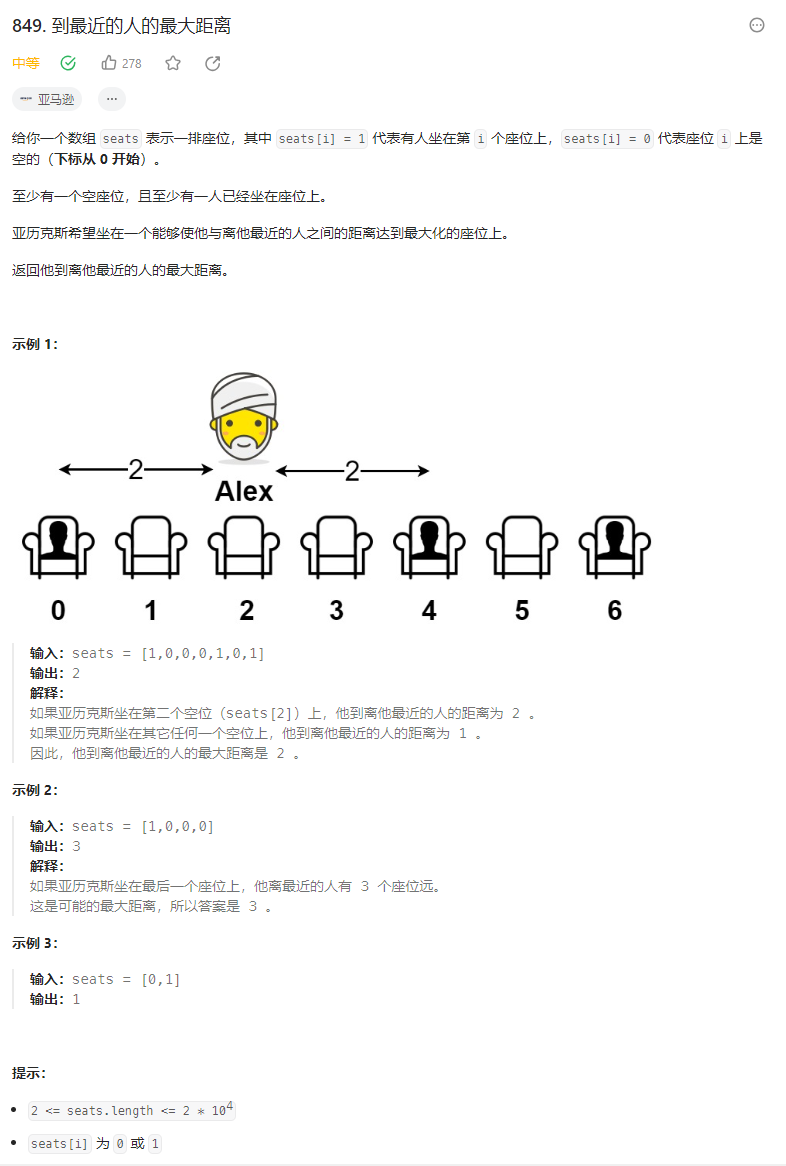 849. 到最近的人的最大距离
中等 278
亚马逊 ...
给你一个数组 seats 表示一排座位，其中 seats[i] = 1 代表有人坐在第 i 个座位上，seats[i] = 0 代表座位 i 上是
空的（下标从 0 开始）。
至少有一个空座位，且至少有一人已经坐在座位上。
亚历克斯希望坐在一个能够使他与离他最近的人之间的距离达到最大化的座位上。
返回他到离他最近的人的最大距离。
示例 1：
2 2
Alex
0 1 2 3 4 5 6
输入：seats = [1,0,0,0,1,0,1]
输出：2
解释：
如果亚历克斯坐在第二个空位（seats[2]）上，他到离他最近的人的距离为 2 。
如果亚历克斯坐在其它任何一个空位上，他到离他最近的人的距离为 1 。
因此，他到离他最近的人的最大距离是 2 。
示例 2：
输入：seats = [1,0,0,0]
输出：3
解释：
如果亚历克斯坐在最后一个座位上，他离最近的人有 3 个座位远。
这是可能的最大距离，所以答案是 3 。
示例 3：
输入：seats = [0,1]
输出：1
提示：
• 2 <= seats.length <= 2 * 10⁴
• seats[i] 为 0 或 1